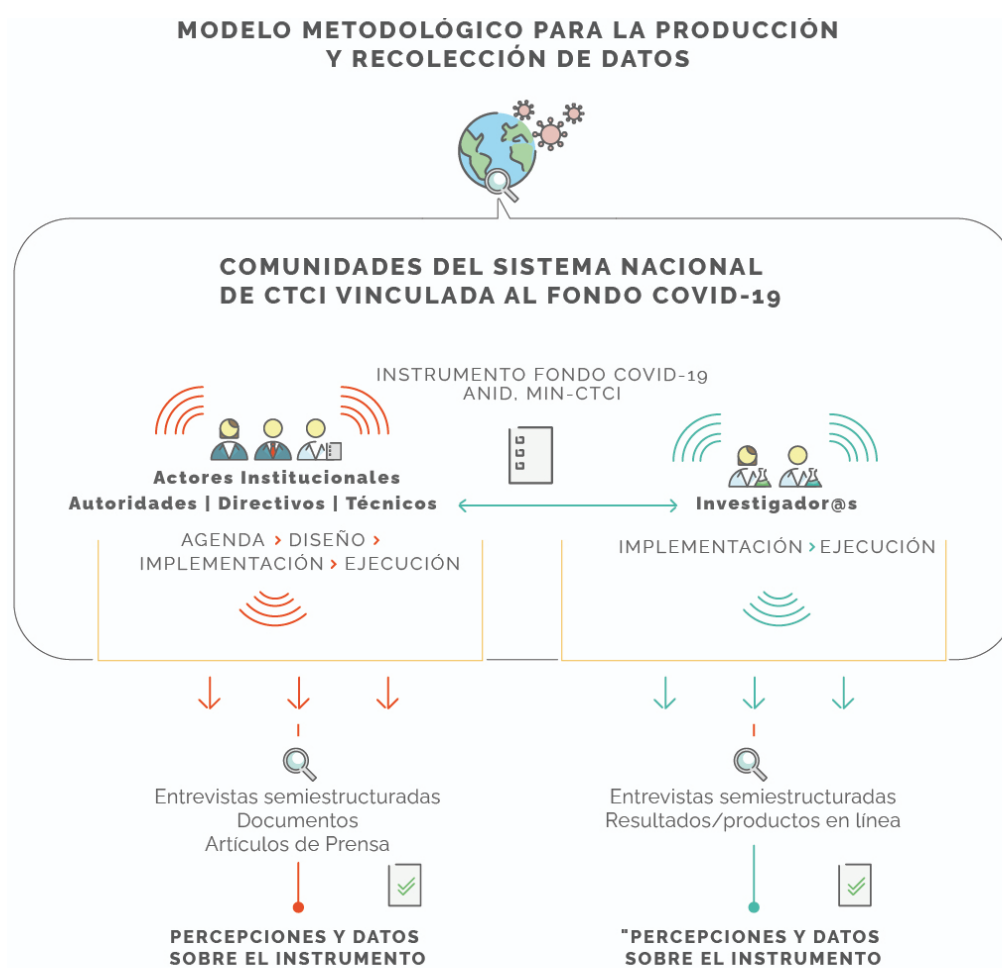 MODELO METODOLÓGICO PARA LA PRODUCCIÓN
Y RECOLECCIÓN DE DATOS
COMUNIDADES DEL SISTEMA NACIONAL
DE CTCI VINCULADA AL FONDO COVID-19
INSTRUMENTO FONDO COVID-19
ANID, MIN-CTCI
Actores Institucionales
Autoridades | Directivos | Técnicos
Investigador@s
AGENDA > DISEÑO >
IMPLEMENTACIÓN > EJECUCIÓN
IMPLEMENTACIÓN > EJECUCIÓN
Entrevistas semiestructuradas
Documentos
Artículos de Prensa
Entrevistas semiestructuradas
Resultados/productos en línea
PERCEPCIONES Y DATOS
SOBRE EL INSTRUMENTO
"PERCEPCIONES Y DATOS
SOBRE EL INSTRUMENTO